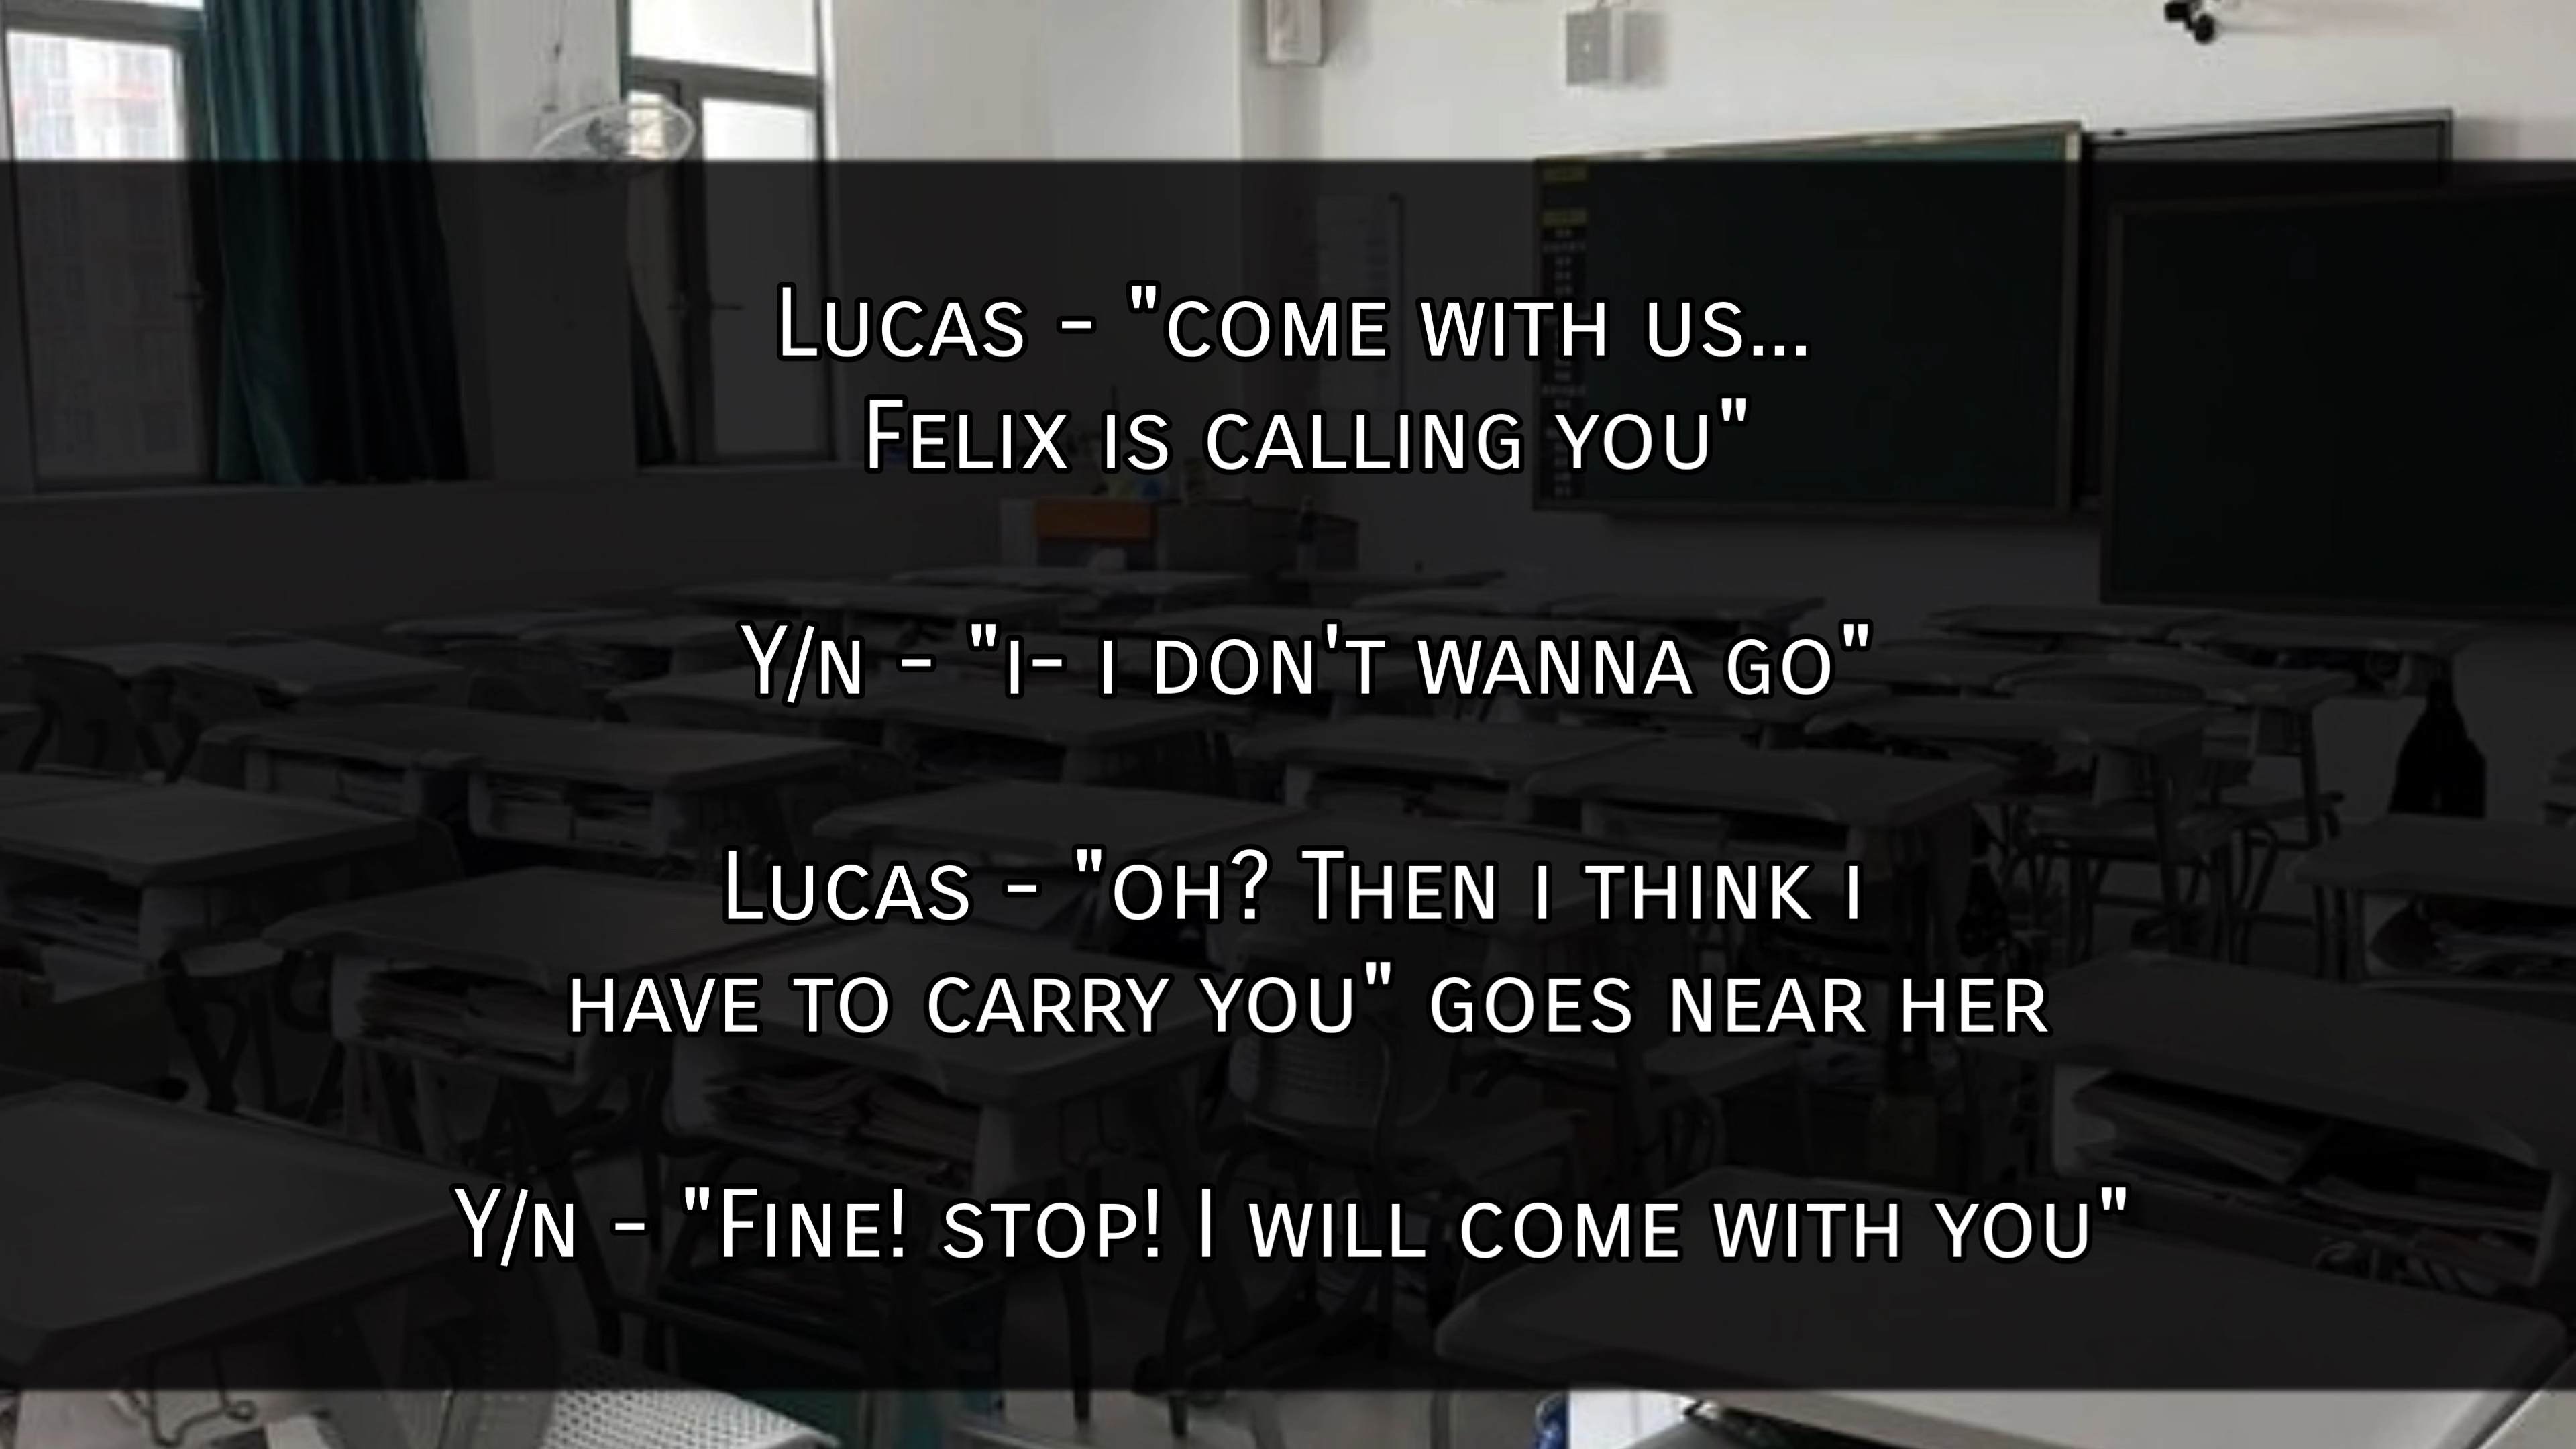 Lucas - "come with us...
Felix is calling you"
Y/n - "i- i don't wanna go"
Lucas - "oh? Then i think i
have to carry you" goes near her
Y/n - "Fine! stop! I will come with you"